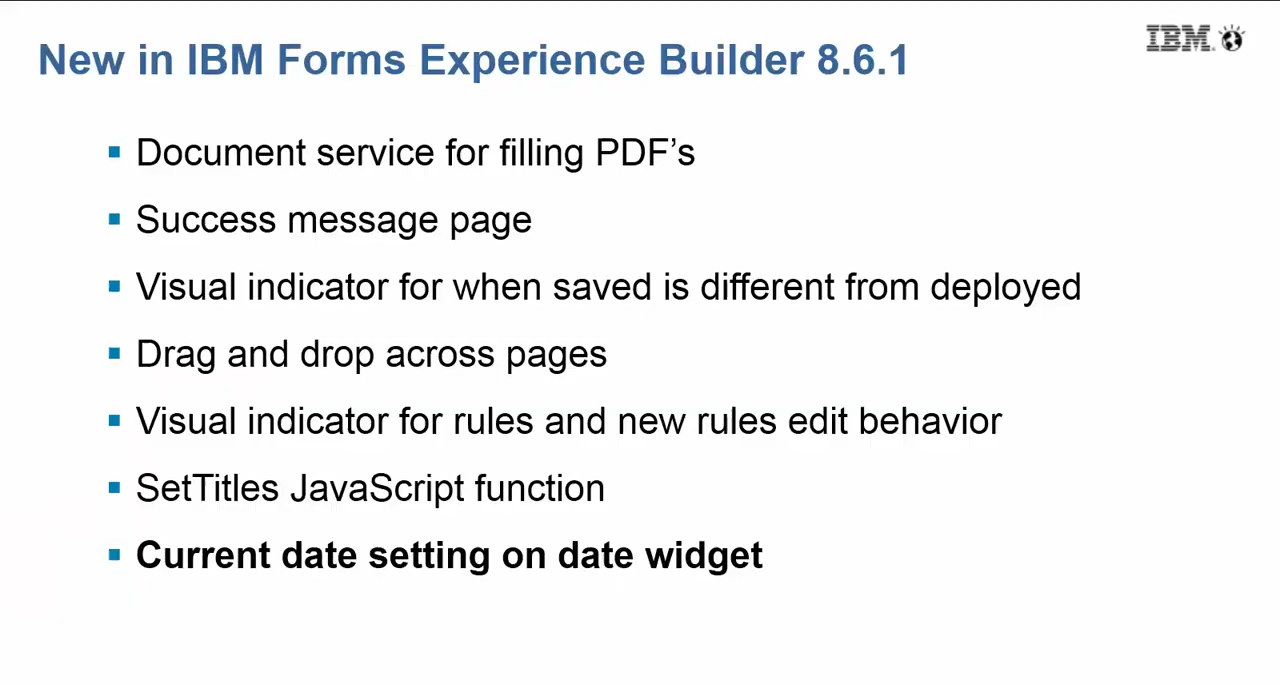 New in IBM Forms Experience Builder 8.6.1
IBM
Document service for filling PDF’s
Success message page
Visual indicator for when saved is different from deployed
Drag and drop across pages
Visual indicator for rules and new rules edit behavior
SetTitles JavaScript function
Current date setting on date widget